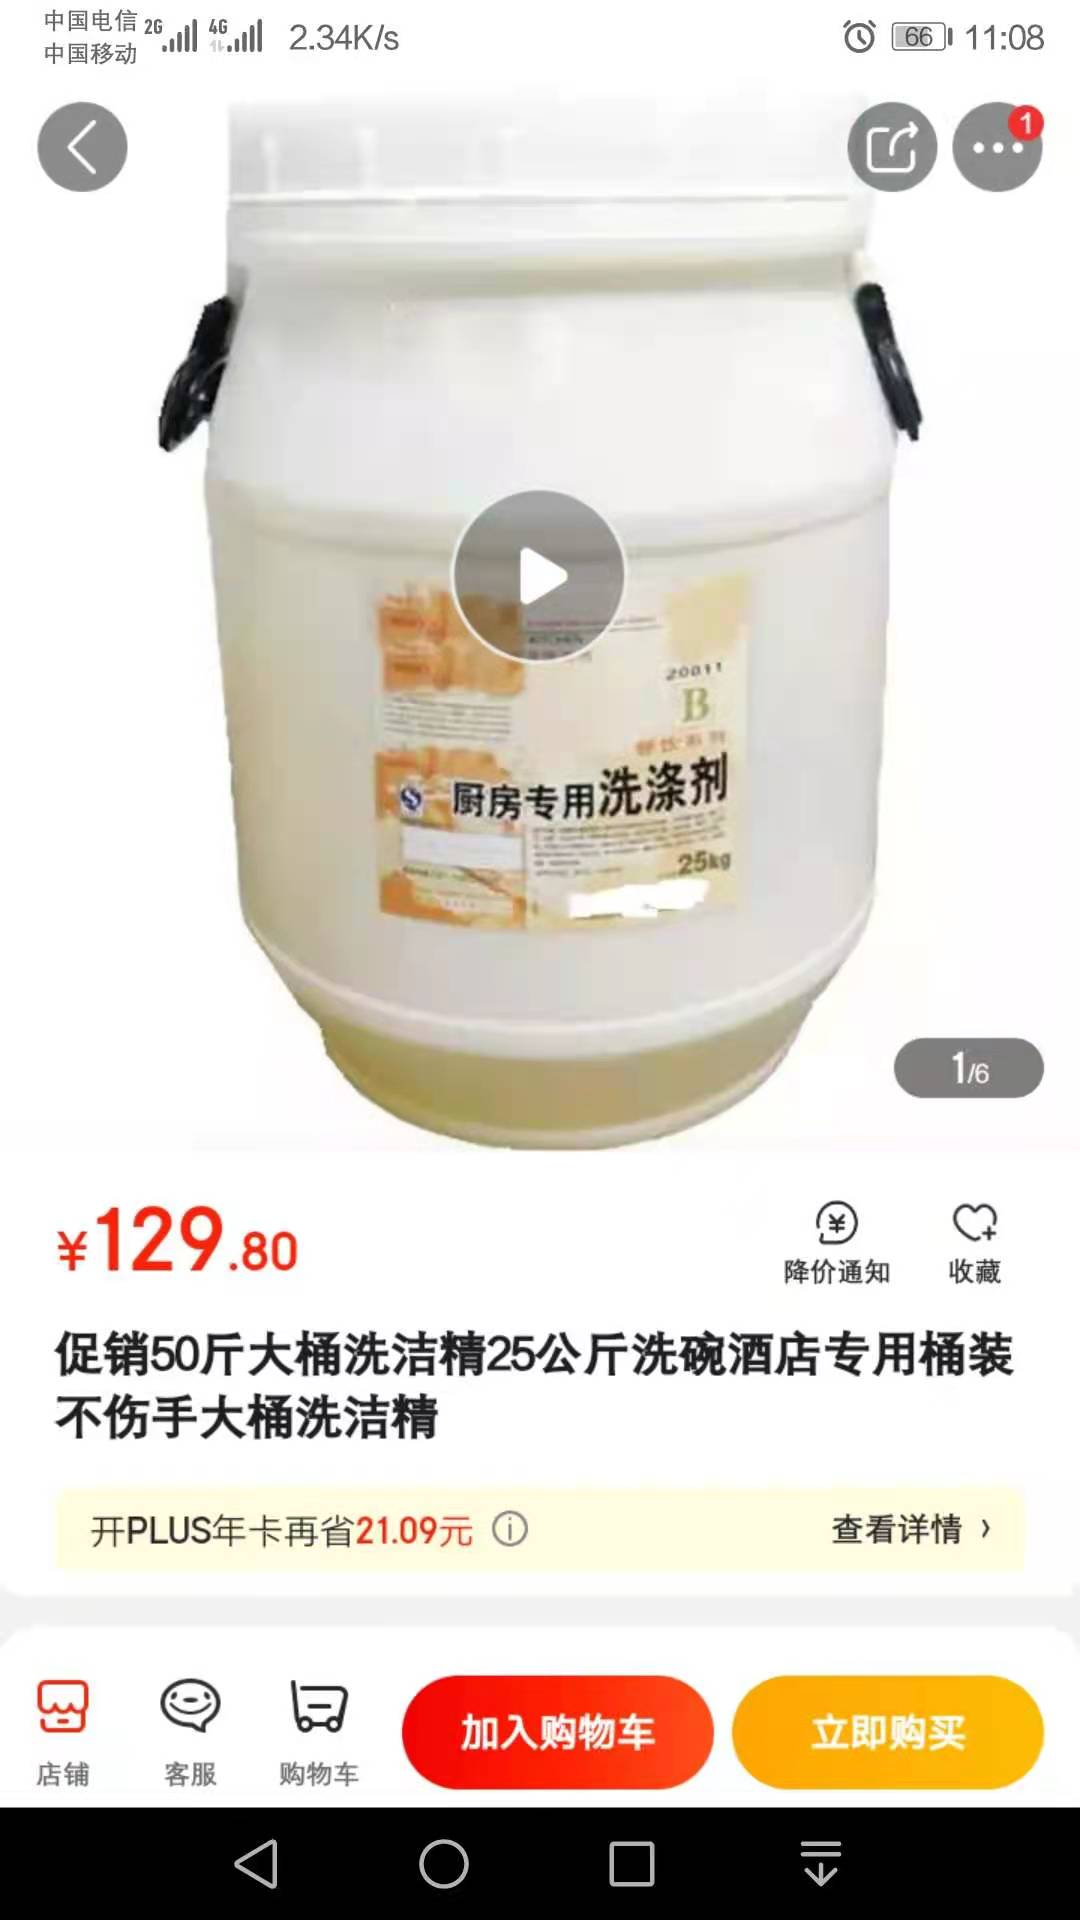 中国电信 2G 4G 2.34K/s 66 11:08
中国移动
1
20011
B
餐饮系列
厨房专用洗涤剂
25kg
1/6
¥129.80
降价通知 收藏
促销50斤大桶洗洁精25公斤洗碗酒店专用桶装
不伤手大桶洗洁精
开PLUS年卡再省21.09元 查看详情 ›
店铺 客服 购物车 加入购物车 立即购买